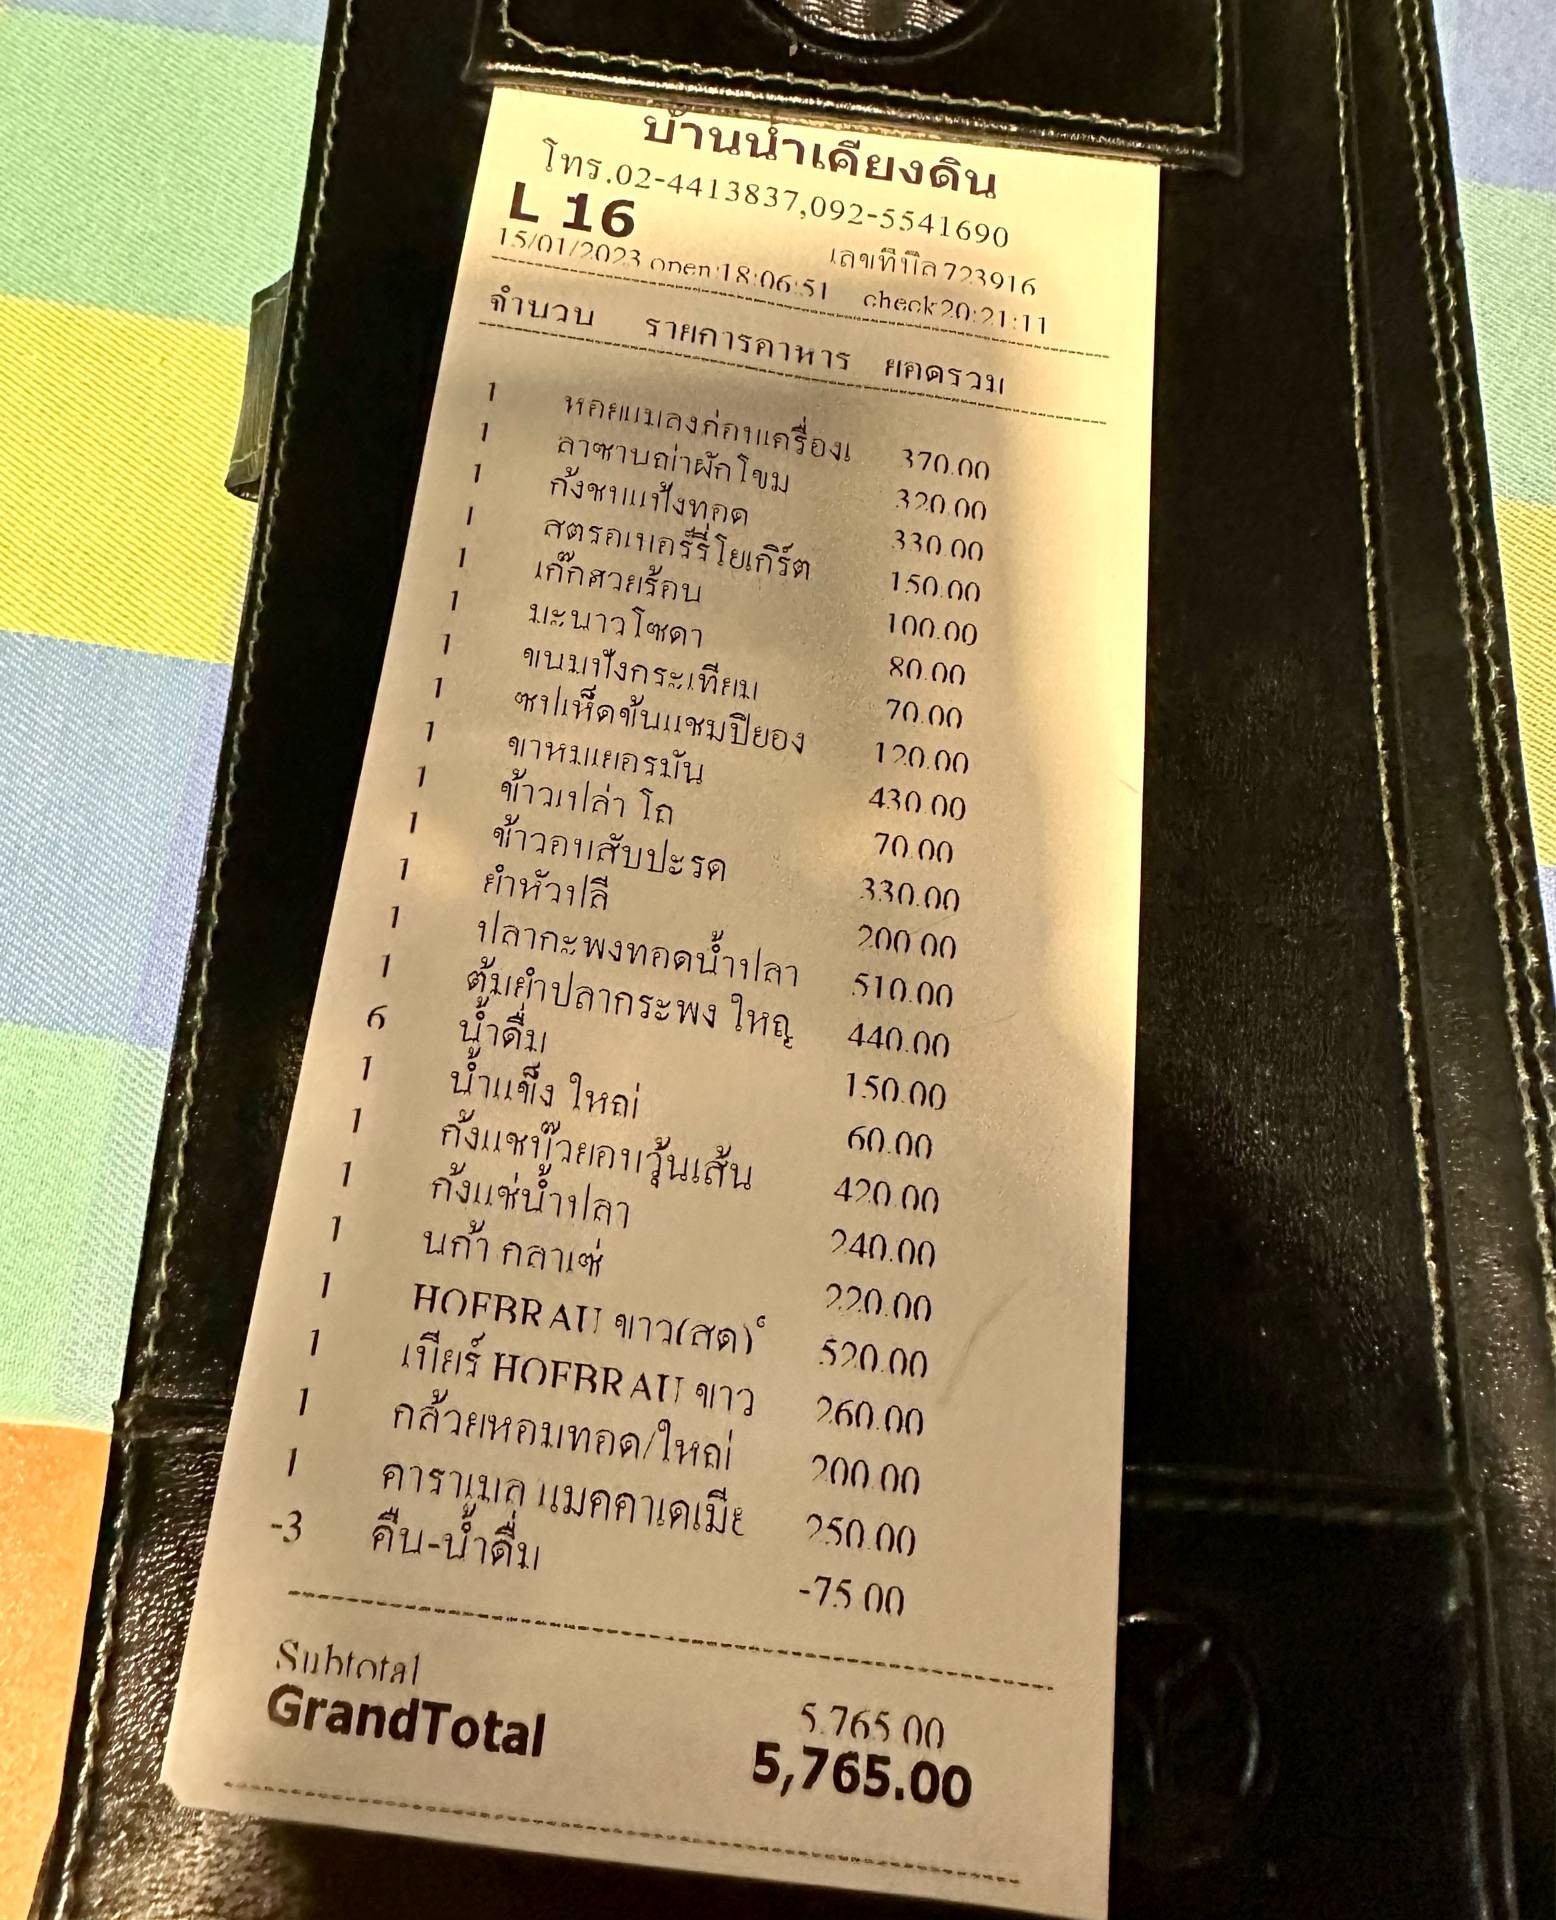 บ้านน้ำเคียงดิน
โทร.02-4413837,092-5541690
L 16 เลขที่บิล 723916
15/01/2023 open:18:06:51 check20:21:11
จำนวน รายการอาหาร ยอดรวม
1 หอยแมลงภู่อบเครื่องเ 370.00
1 ลาซานญ่าผักโขม 320.00
1 กุ้งชุบแป้งทอด 330.00
1 สตรอเบอร์รี่โยเกิร์ต 150.00
1 เก๊กฮวยร้อน 100.00
1 มะนาวโซดา 80.00
1 ขนมปังกระเทียม 70.00
1 ซุปเห็ดข้นแชมปิยอง 120.00
1 ขาหมูเยอรมัน 430.00
1 ข้าวเปล่า โถ 70.00
1 ข้าวอบสับปะรด 330.00
1 ยำหัวปลี 200.00
1 ปลากะพงทอดน้ำปลา 510.00
1 ต้มยำปลากระพง ใหญ่ 440.00
6 น้ำดื่ม 150.00
1 น้ำแข็ง ใหญ่ 60.00
1 กุ้งแชบ๊วยอบวุ้นเส้น 420.00
1 กุ้งแช่น้ำปลา 240.00
1 นูก้า กลาเซ่ 220.00
1 HOFBRAU ขาว(สด) 520.00
1 เบียร์ HOFBRAU ขาว 260.00
1 กล้วยหอมทอด/ใหญ่ 200.00
1 คาราเมล แมคคาเดเมีย 250.00
-3 คืน-น้ำดื่ม -75.00
Subtotal 5,765.00
GrandTotal 5,765.00